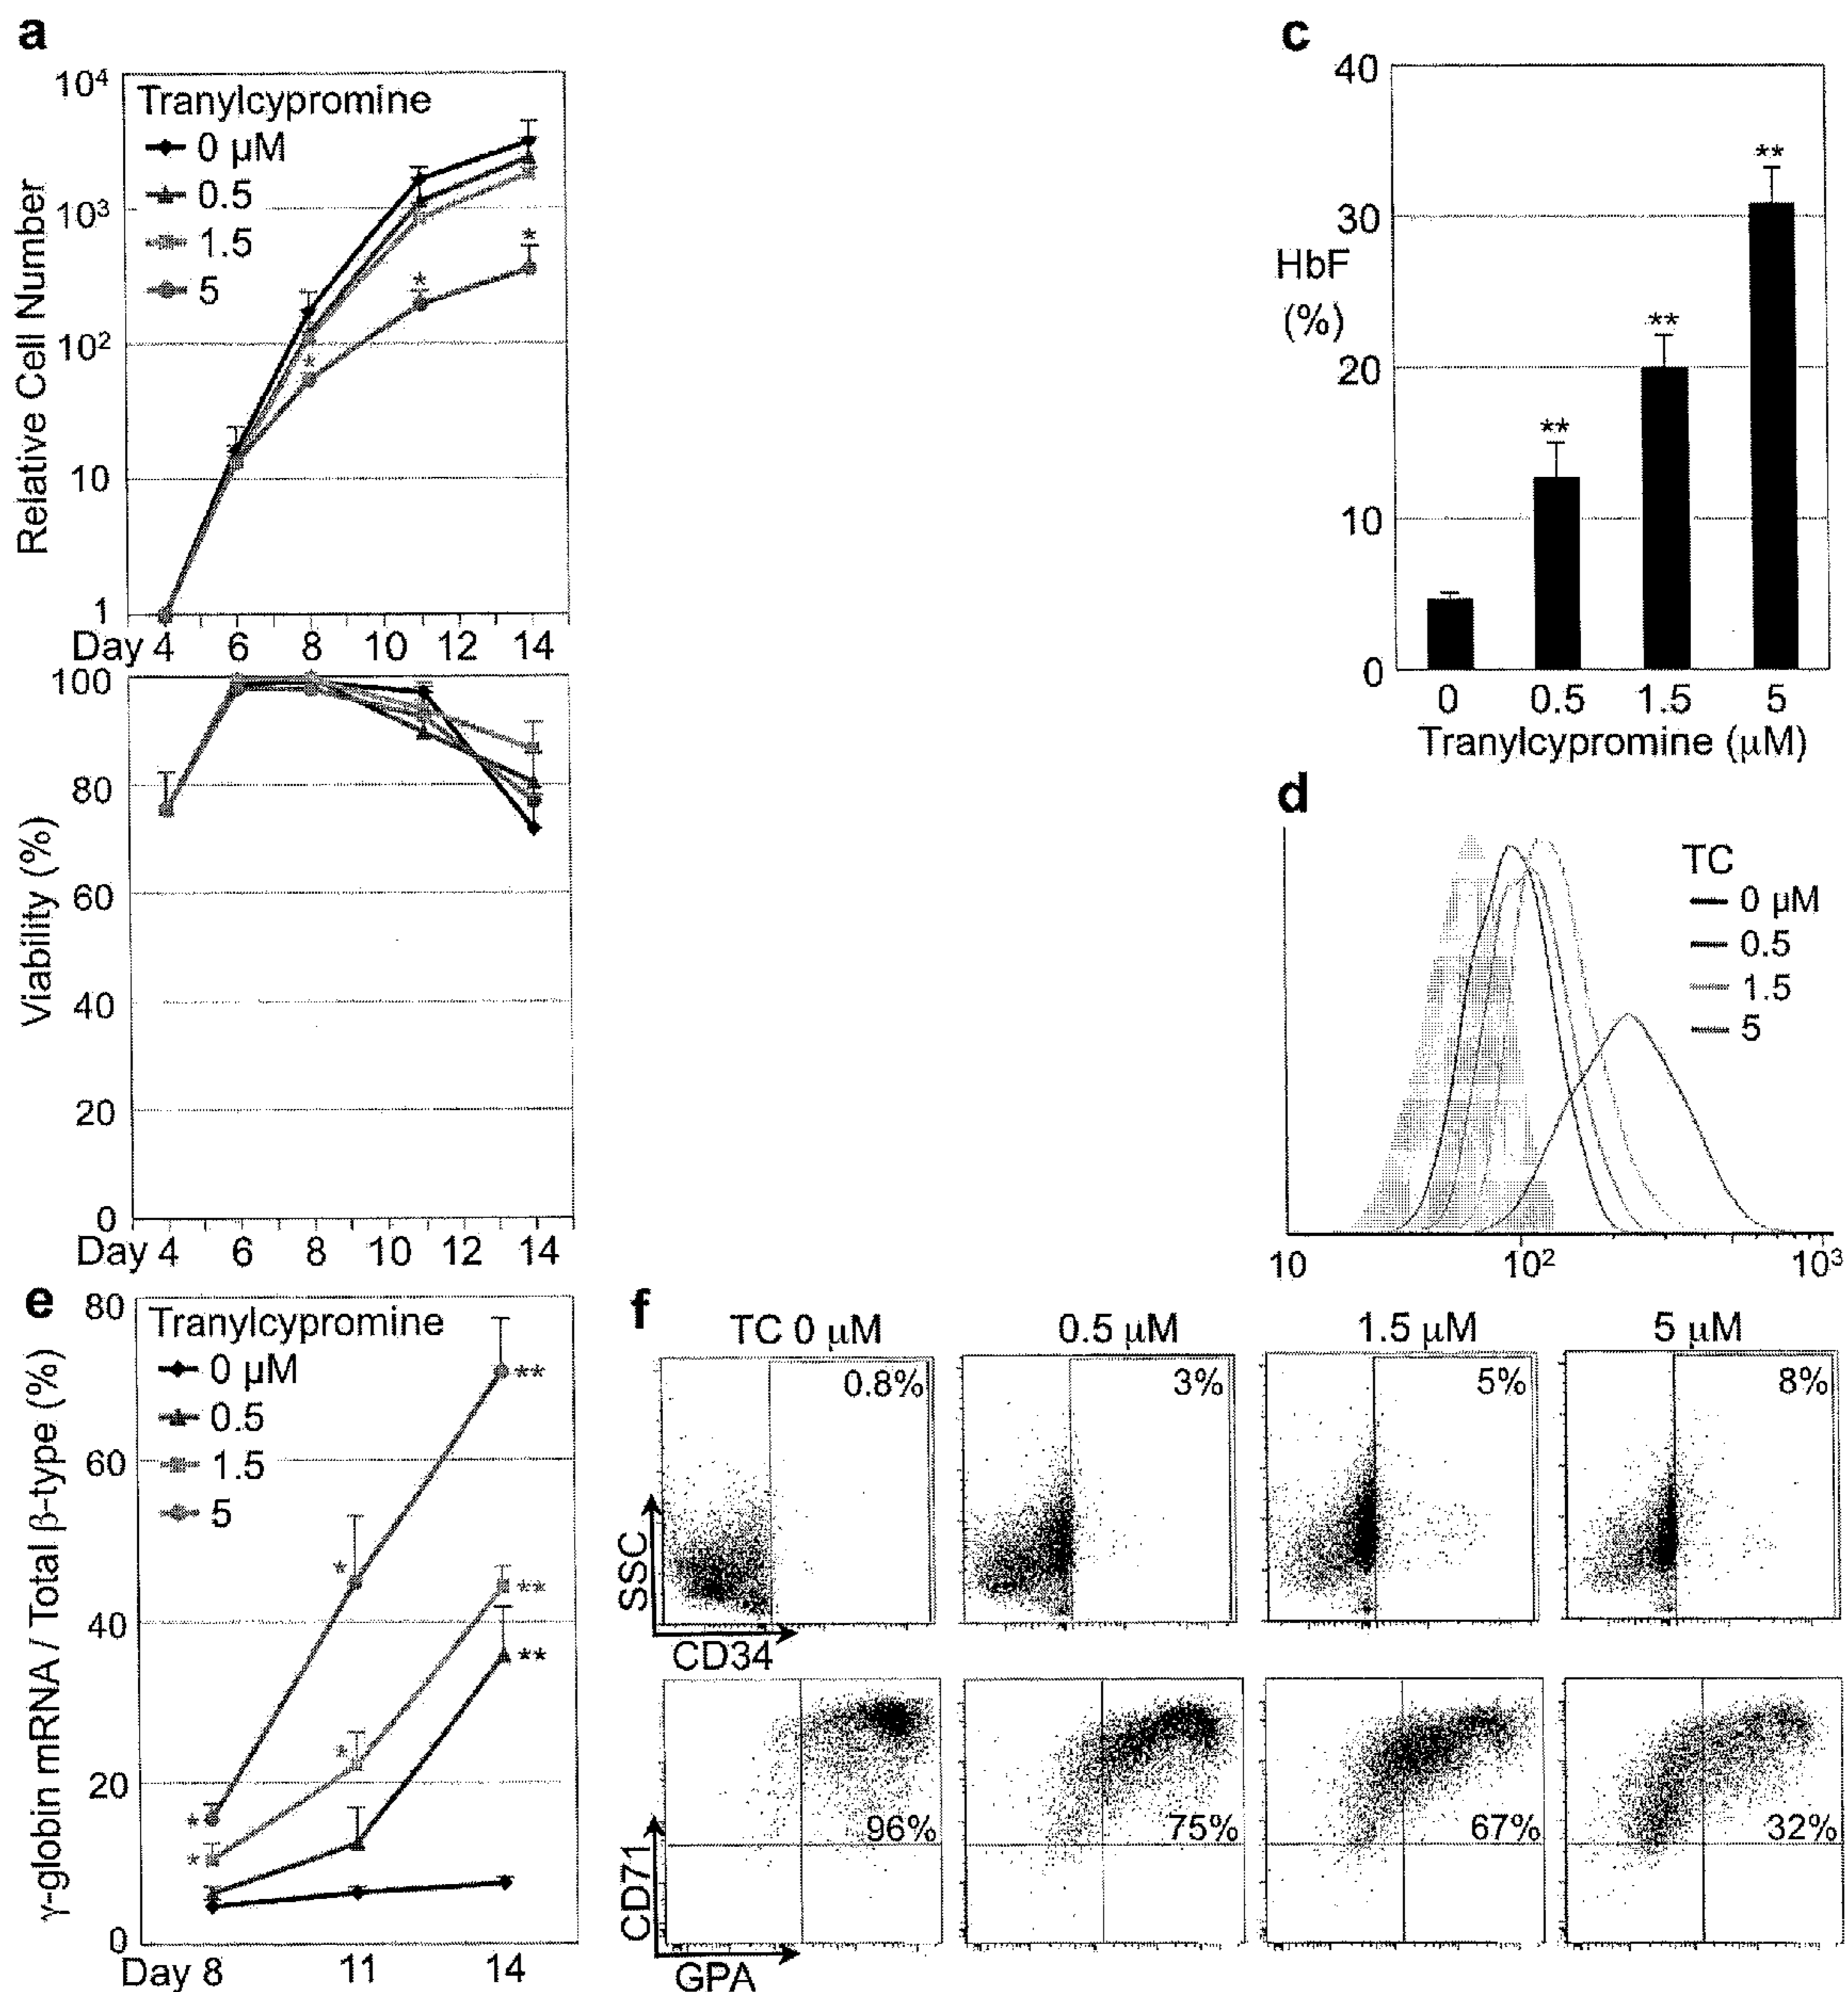 a
10⁴
Tranylcypromine
0 μM
0.5
1.5
5
10³
10²
10
1
Relative Cell Number
*
*
*
Day 4 6 8 10 12 14
100
80
60
40
20
0
Viability (%)
Day 4 6 8 10 12 14
c
40
30
20
10
0
HbF
(%)
**
**
**
0 0.5 1.5 5
Tranylcypromine (μM)
d
TC
0 μM
0.5
1.5
5
10 10² 10³
e
80
60
40
20
0
γ-globin mRNA / Total β-type (%)
Tranylcypromine
0 μM
0.5
1.5
5
**
*
**
*
**
*
*
Day 8 11 14
f
TC 0 μM 0.5 μM 1.5 μM 5 μM
0.8% 3% 5% 8%
SSC
CD34
96% 75% 67% 32%
CD71
GPA